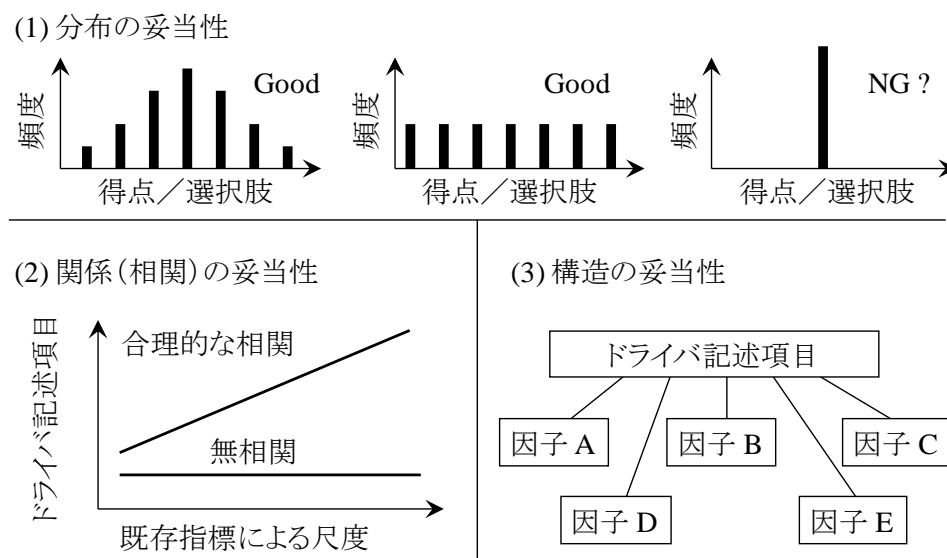 (1) 分布の妥当性
頻度
Good
得点／選択肢
頻度
Good
得点／選択肢
頻度
NG ?
得点／選択肢
(2) 関係（相関）の妥当性
ドライバ記述項目
合理的な相関
無相関
既存指標による尺度
(3) 構造の妥当性
ドライバ記述項目
因子 A
因子 B
因子 C
因子 D
因子 E